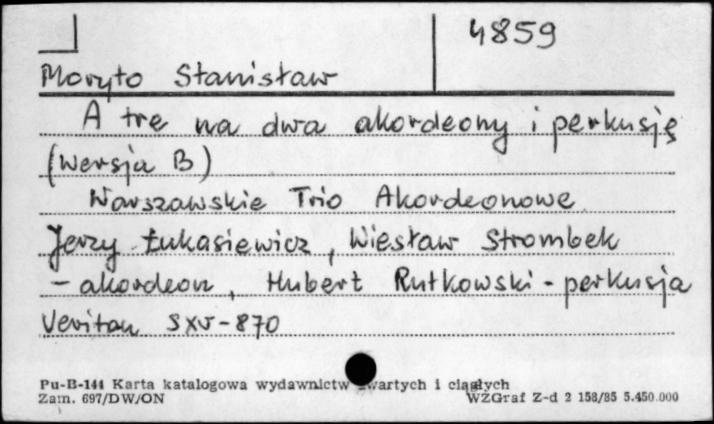 4859
Moryto Stanisław
A tre na dwa akordeony i perkusję
(wersja B)
Warszawskie Trio Akordeonowe
Jerzy Łukasiewicz, Wiesław Strombek
- akordeon, Hubert Rutkowski - perkusja
Veriton SXV-870
Pu-B-144 Karta katalogowa wydawnictw zwartych i ciągłych
Zam. 697/DW/ON WZGraf Z-d 2 158/85 5.450.000